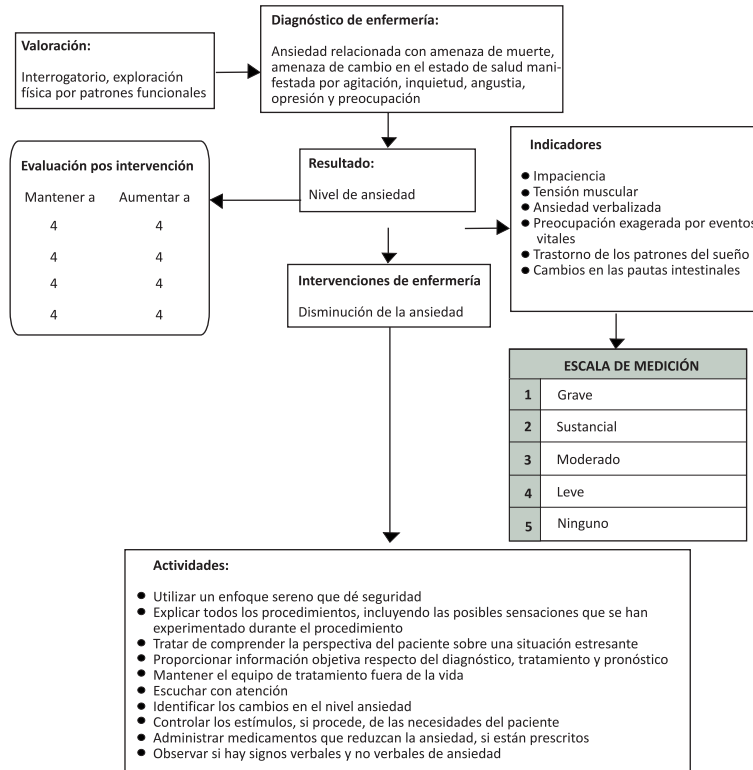 Valoración:
Interrogatorio, exploración
física por patrones funcionales
Diagnóstico de enfermería:
Ansiedad relacionada con amenaza de muerte,
amenaza de cambio en el estado de salud mani-
festada por agitación, inquietud, angustia,
opresión y preocupación
Evaluación pos intervención
Mantener a Aumentar a
4 4
4 4
4 4
4 4
Resultado:
Nivel de ansiedad
Indicadores
● Impaciencia
● Tensión muscular
● Ansiedad verbalizada
● Preocupación exagerada por eventos
vitales
● Trastorno de los patrones del sueño
● Cambios en las pautas intestinales
Intervenciones de enfermería
Disminución de la ansiedad
ESCALA DE MEDICIÓN
1 Grave
2 Sustancial
3 Moderado
4 Leve
5 Ninguno
Actividades:
● Utilizar un enfoque sereno que dé seguridad
● Explicar todos los procedimientos, incluyendo las posibles sensaciones que se han
experimentado durante el procedimiento
● Tratar de comprender la perspectiva del paciente sobre una situación estresante
● Proporcionar información objetiva respecto del diagnóstico, tratamiento y pronóstico
● Mantener el equipo de tratamiento fuera de la vida
● Escuchar con atención
● Identificar los cambios en el nivel ansiedad
● Controlar los estímulos, si procede, de las necesidades del paciente
● Administrar medicamentos que reduzcan la ansiedad, si están prescritos
● Observar si hay signos verbales y no verbales de ansiedad